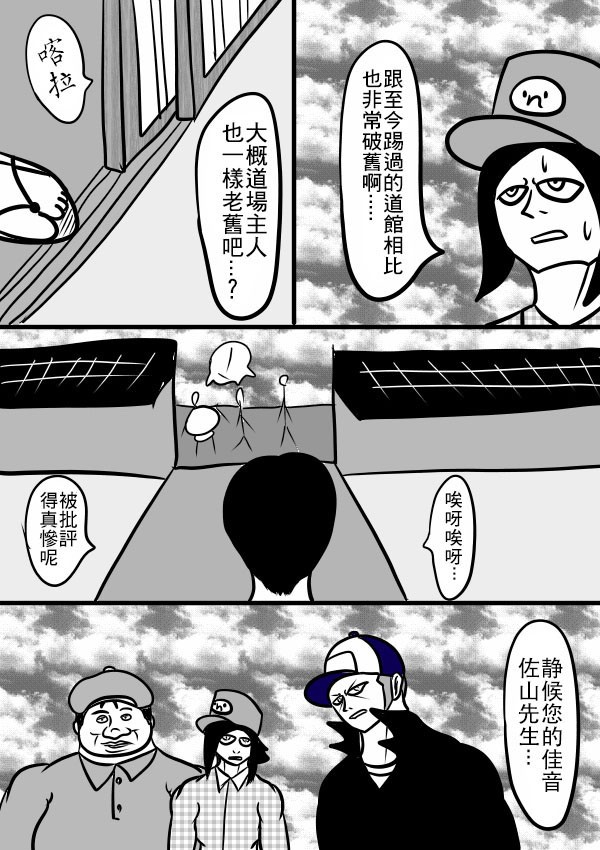 跟至今踢過的道館相比
也非常破舊啊……
大概道場主人
也一樣老舊吧…?
喀拉
唉呀唉呀…
被批評
得真慘呢
静候您的佳音
佐山先生…